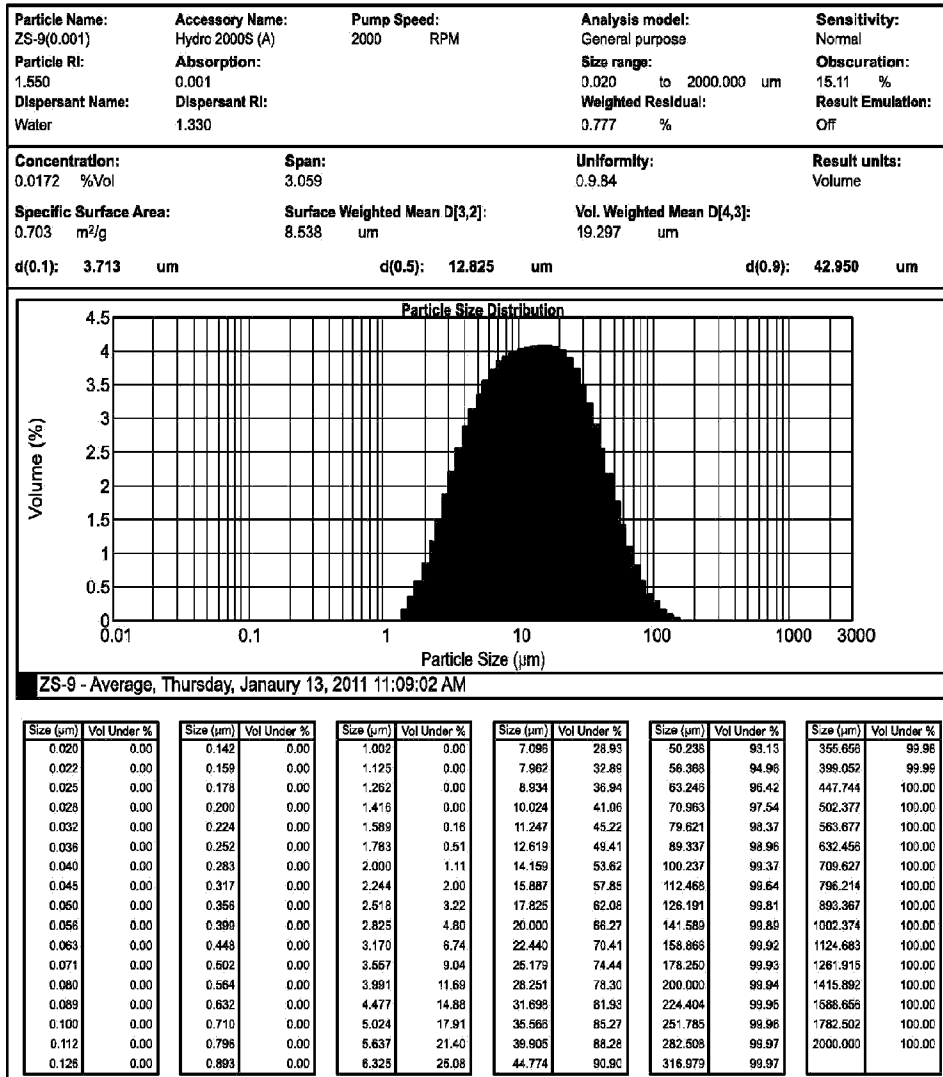 Particle Name: Accessory Name: Pump Speed: Analysis model: Sensitivity:
ZS-9(0.001) Hydro 2000S (A) 2000 RPM General purpose Normal
Particle RI: Absorption: Size range: Obscuration:
1.550 0.001 0.020 to 2000.000 um 15.11 %
Dispersant Name: Dispersant RI: Weighted Residual: Result Emulation:
Water 1.330 0.777 % Off
Concentration: Span: Uniformity: Result units:
0.0172 %Vol 3.059 0.9.84 Volume
Specific Surface Area: Surface Weighted Mean D[3,2]: Vol. Weighted Mean D[4,3]:
0.703 m²/g 8.538 um 19.297 um
d(0.1): 3.713 um d(0.5): 12.825 um d(0.9): 42.950 um
Particle Size Distribution
Volume (%)
4.5
4
3.5
3
2.5
2
1.5
1
0.5
0
0.01 0.1 1 10 100 1000 3000
Particle Size (µm)
ZS-9 - Average, Thursday, Janaury 13, 2011 11:09:02 AM
Size (µm) Vol Under % Size (µm) Vol Under % Size (µm) Vol Under % Size (µm) Vol Under % Size (µm) Vol Under % Size (µm) Vol Under %
0.020 0.00 0.142 0.00 1.002 0.00 7.096 28.93 50.238 93.13 355.656 99.98
0.022 0.00 0.159 0.00 1.125 0.00 7.962 32.89 56.368 94.96 399.052 99.99
0.025 0.00 0.178 0.00 1.262 0.00 8.934 36.94 63.246 96.42 447.744 100.00
0.028 0.00 0.200 0.00 1.416 0.00 10.024 41.06 70.963 97.54 502.377 100.00
0.032 0.00 0.224 0.00 1.589 0.16 11.247 45.22 79.621 98.37 563.677 100.00
0.036 0.00 0.252 0.00 1.783 0.51 12.619 49.41 89.337 98.96 632.456 100.00
0.040 0.00 0.283 0.00 2.000 1.11 14.159 53.62 100.237 99.37 709.627 100.00
0.045 0.00 0.317 0.00 2.244 2.00 15.887 57.85 112.468 99.64 796.214 100.00
0.050 0.00 0.356 0.00 2.518 3.22 17.825 62.08 126.191 99.81 893.367 100.00
0.056 0.00 0.399 0.00 2.825 4.80 20.000 66.27 141.589 99.89 1002.374 100.00
0.063 0.00 0.448 0.00 3.170 6.74 22.440 70.41 158.866 99.92 1124.683 100.00
0.071 0.00 0.502 0.00 3.557 9.04 25.179 74.44 178.250 99.93 1261.915 100.00
0.080 0.00 0.564 0.00 3.991 11.69 28.251 78.30 200.000 99.94 1415.892 100.00
0.089 0.00 0.632 0.00 4.477 14.88 31.698 81.93 224.404 99.95 1588.656 100.00
0.100 0.00 0.710 0.00 5.024 17.91 35.566 85.27 251.785 99.96 1782.502 100.00
0.112 0.00 0.796 0.00 5.637 21.40 39.905 88.28 282.508 99.97 2000.000 100.00
0.126 0.00 0.893 0.00 6.325 25.08 44.774 90.90 316.979 99.97